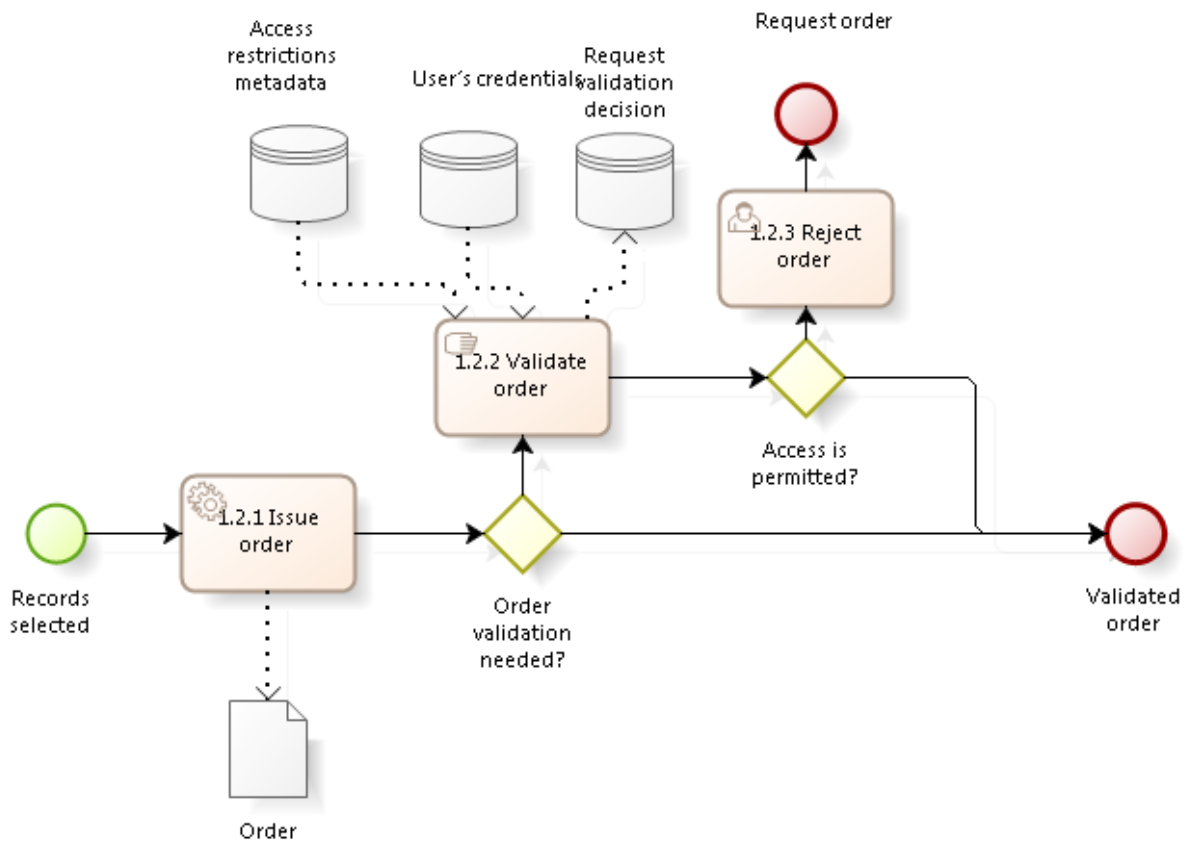 Request order
Access
restrictions
metadata
User´s credentials
Request
validation
decision
1.2.3 Reject
order
1.2.2 Validate
order
Access is
permitted?
1.2.1 Issue
order
Records
selected
Order
validation
needed?
Validated
order
Order